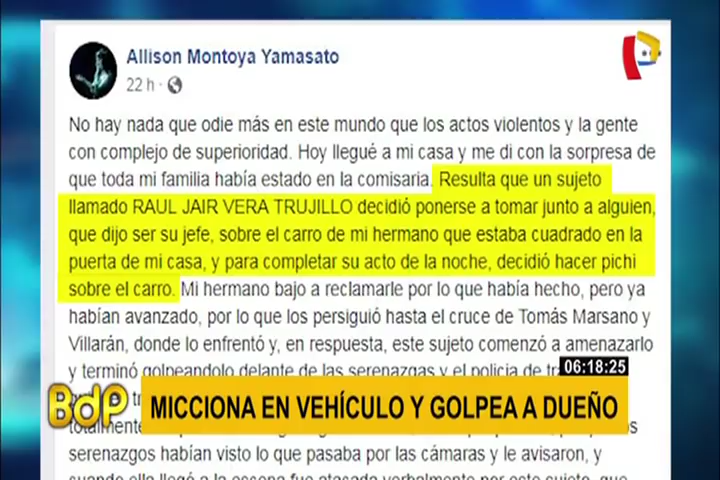 Allison Montoya Yamasato
22 h ·
No hay nada que odie más en este mundo que los actos violentos y la gente
con complejo de superioridad. Hoy llegué a mi casa y me di con la sorpresa de
que toda mi familia había estado en la comisaria. Resulta que un sujeto
llamado RAUL JAIR VERA TRUJILLO decidió ponerse a tomar junto a alguien,
que dijo ser su jefe, sobre el carro de mi hermano que estaba cuadrado en la
puerta de mi casa, y para completar su acto de la noche, decidió hacer pichi
sobre el carro. Mi hermano bajo a reclamarle por lo que había hecho, pero ya
habían avanzado, por lo que los persiguió hasta el cruce de Tomás Marsano y
Villarán, donde lo enfrentó y, en respuesta, este sujeto comenzó a amenazarlo
y terminó golpeandolo delante de las serenazgas y el policia de
06:18:25
BdP
MICCIONA EN VEHÍCULO Y GOLPEA A DUEÑO
serenazgos habían visto lo que pasaba por las cámaras y le avisaron, y